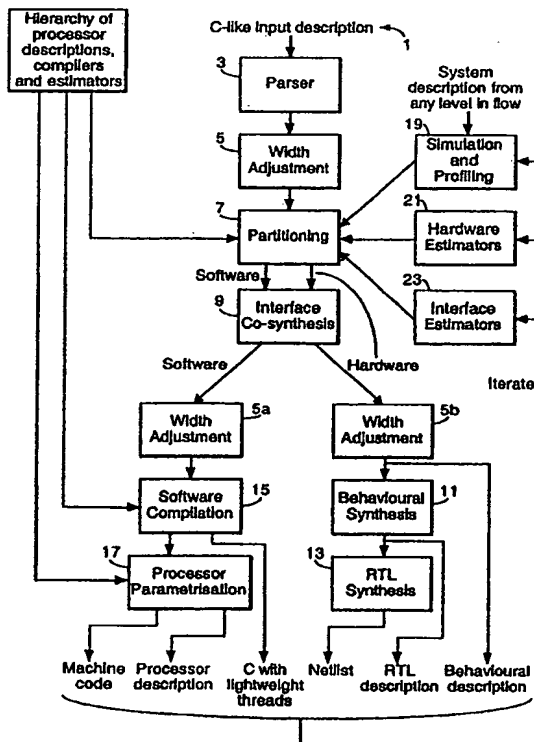 Hierarchy of
processor descriptions,
compilers
and estimators
C-like input description
1
3
Parser
System
description from
any level in flow
5
Width
Adjustment
19
Simulation
and
Profiling
7
Partitioning
21
Hardware
Estimators
Software
9
Interface
Co-synthesis
23
Interface
Estimators
Software
Hardware
Iterate
Width
Adjustment
5a
Width
Adjustment
5b
Software
Compilation
15
Behavioural
Synthesis
11
17
Processor
Parametrisation
13
RTL
Synthesis
Machine
code
Processor
description
C with
lightweight
threads
Netlist
RTL
description
Behavioural
description